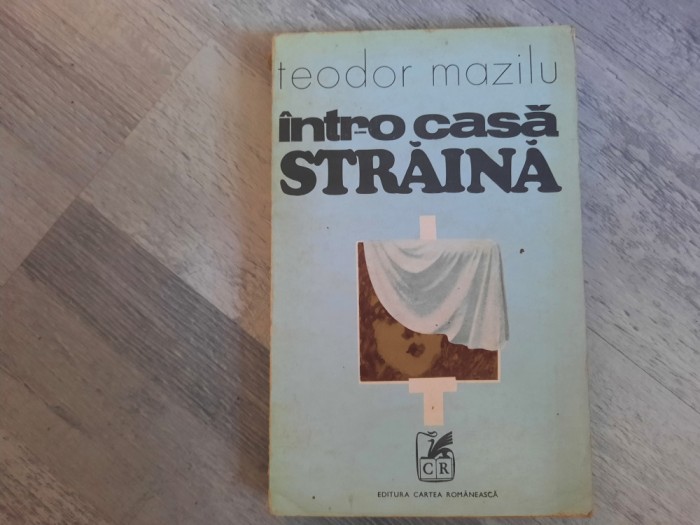 teodor mazilu
într-o casă
STRĂINĂ
CR
EDITURA CARTEA ROMÂNEASCĂ